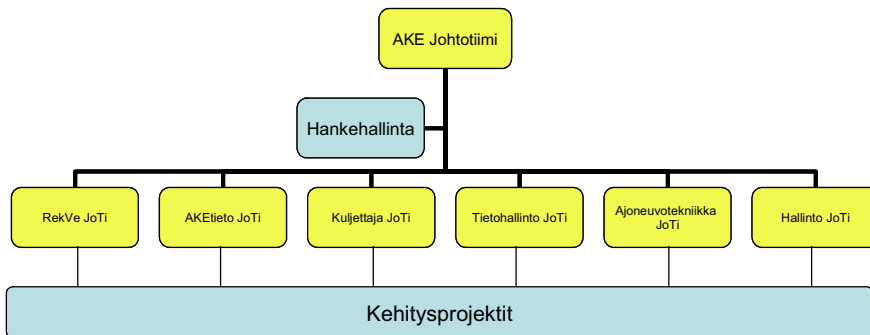 AKE Johtotiimi
Hankehallinta
RekVe JoTi
AKEtieto JoTi
Kuljettaja JoTi
Tietohallinto JoTi
Ajoneuvotekniikka
JoTi
Hallinto JoTi
Kehitysprojektit